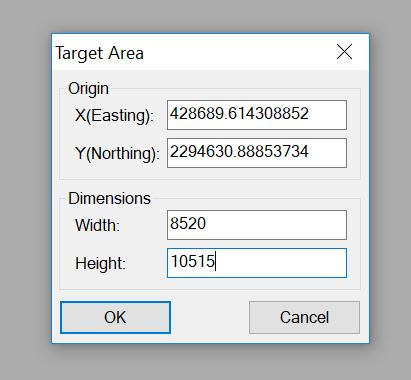 Target Area
Origin
X(Easting): 428689.614308852
Y(Northing): 2294630.88853734
Dimensions
Width: 8520
Height: 10515
OK Cancel